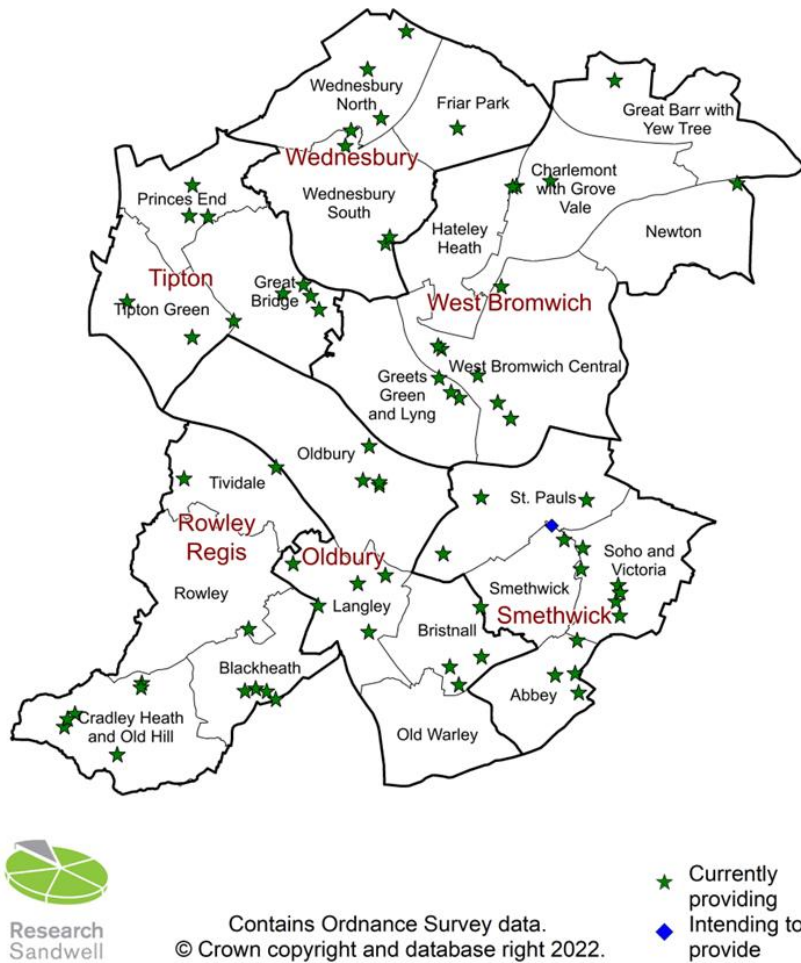 Wednesbury
North
Friar Park
Great Barr with
Yew Tree
Wednesbury
Charlemont
with Grove
Vale
Princes End
Wednesbury
South
Hateley
Heath
Newton
Tipton
Great
Bridge
Tipton Green
West Bromwich
West Bromwich Central
Greets
Green
and Lyng
Oldbury
Tividale
St. Pauls
Rowley
Regis
Oldbury
Soho and
Victoria
Rowley
Smethwick
Langley
Smethwick
Bristnall
Blackheath
Abbey
Cradley Heath
and Old Hill
Old Warley
Research
Sandwell
Contains Ordnance Survey data.
© Crown copyright and database right 2022.
Currently
providing
Intending to
provide